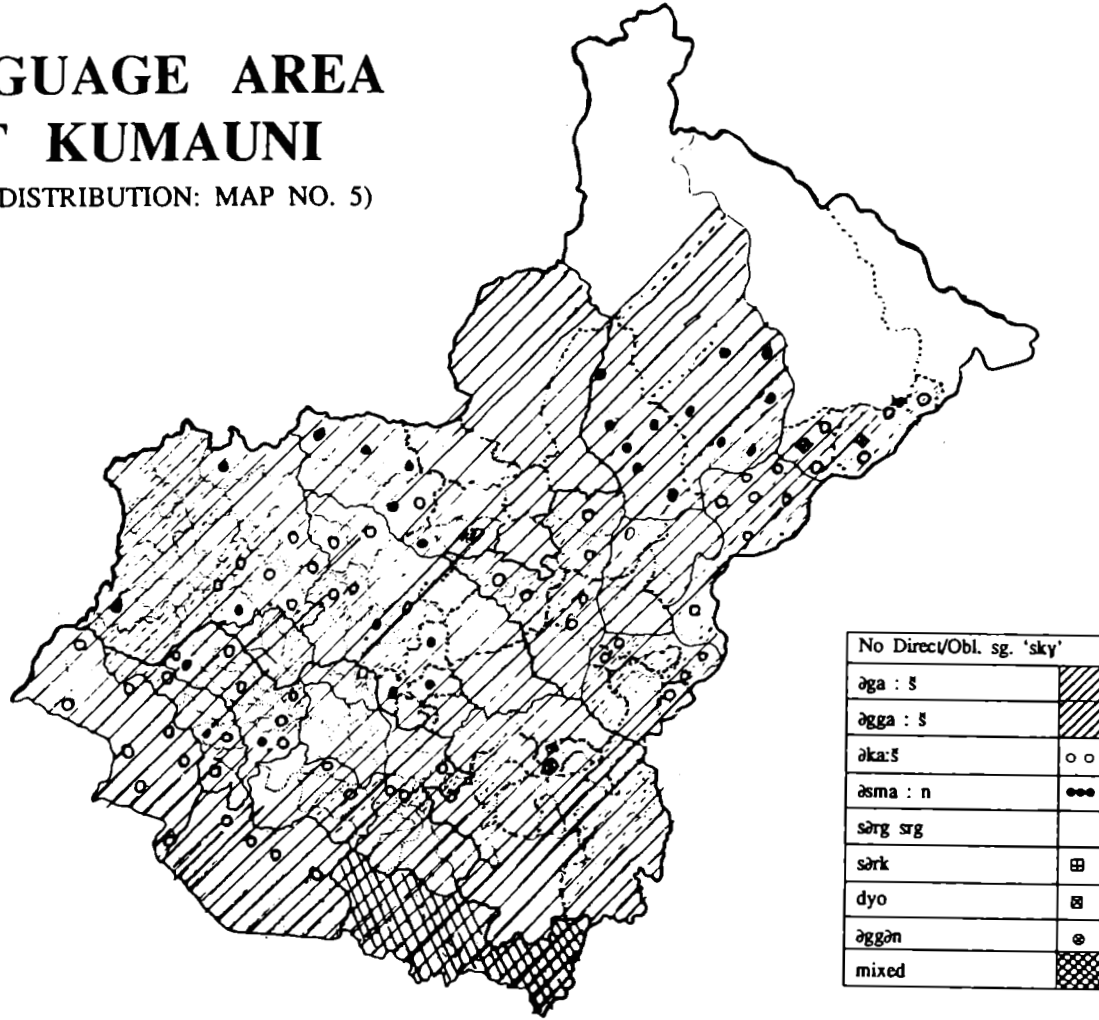 GUAGE AREA
KUMAUNI
DISTRIBUTION: MAP NO. 5)
No Direct/Obl. sg. 'sky'
əga : š
əgga : š
əka:š
əsma : n
sərg srg
sərk
dyo
əggən
mixed
6